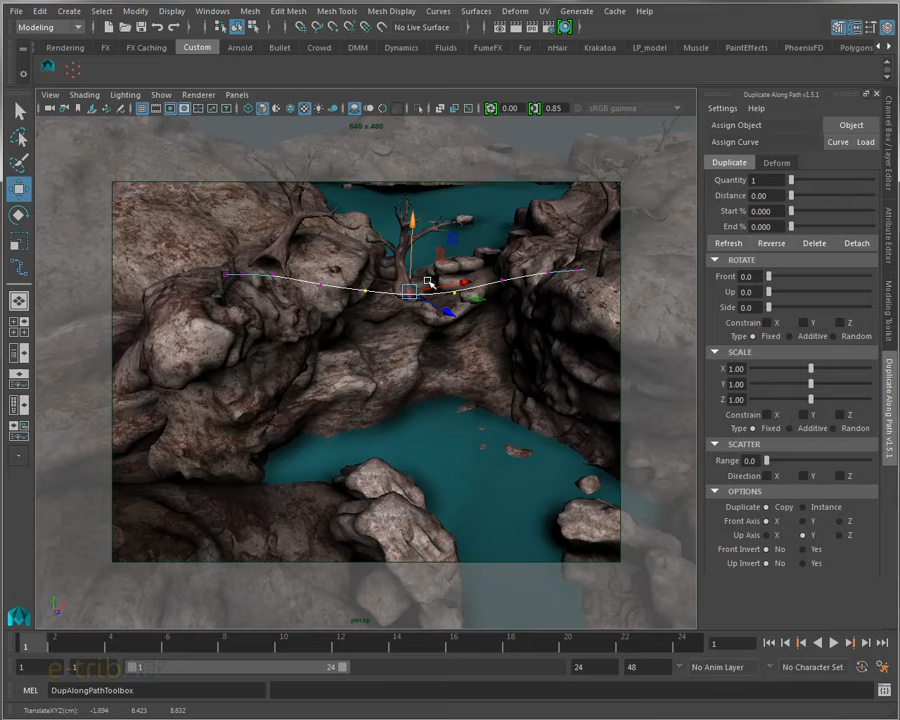 File Edit Create Select Modify Display Windows Mesh Edit Mesh Mesh Tools Mesh Display Curves Surfaces Deform UV Generate Cache Help
Modeling No Live Surface
Rendering FX FX Caching Custom Arnold Bullet Crowd DMM Dynamics Fluids FumeFX Fur nHair Krakatoa LP_model Muscle PaintEffects PhoenixFD Polygons
View Shading Lighting Show Renderer Panels
0.00 0.85 sRGB gamma
640 x 480
persp
Duplicate Along Path v1.5.1
Settings Help
Assign Object Object
Assign Curve Curve Load
Duplicate Deform
Quantity 1
Distance 0.00
Start % 0.000
End % 0.000
Refresh Reverse Delete Detach
ROTATE
Front 0.0
Up 0.0
Side 0.0
Constrain X Y Z
Type Fixed Additive Random
SCALE
X 1.00
Y 1.00
Z 1.00
Constrain X Y Z
Type Fixed Additive Randon
SCATTER
Range 0.0
Direction X Y Z
OPTIONS
Duplicate Copy Instance
Front Axis X Y Z
Up Axis X Y Z
Front Invert No Yes
Up Invert No Yes
Channel Box / Layer Editor
Attribute Editor
Modeling Toolkit
Duplicate Along Path v1.5.1
1 2 4 6 8 10 12 14 16 18 20 22 24 1
1 1 1 24 24 48 No Anim Layer No Character Set
e-tribArt
MEL DupAlongPathToolbox
TranslateXYZ(cm): -1.894 6.423 8.632